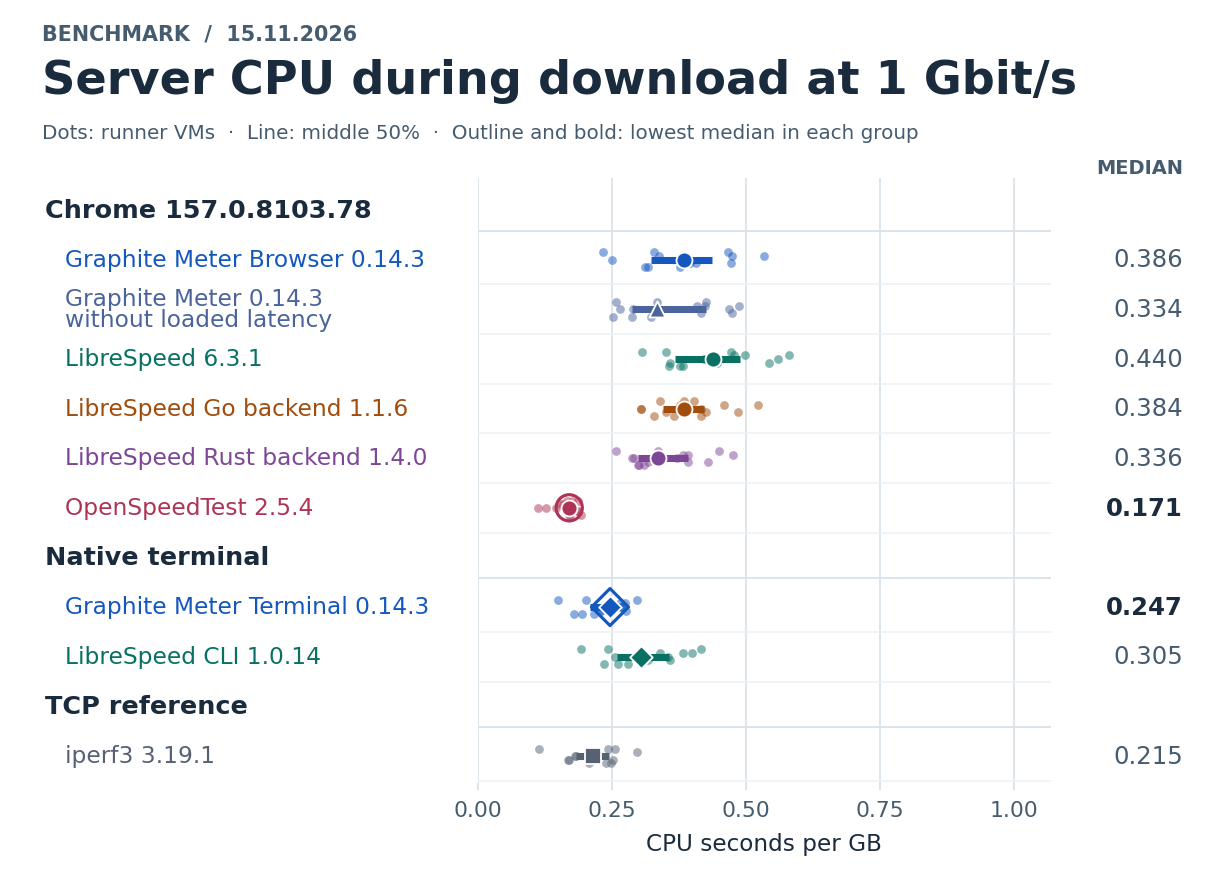 BENCHMARK / 15.11.2026
Server CPU during download at 1 Gbit/s
Dots: runner VMs · Line: middle 50% · Outline and bold: lowest median in each group
MEDIAN
Chrome 157.0.8103.78
Graphite Meter Browser 0.14.3 0.386
Graphite Meter 0.14.3
without loaded latency 0.334
LibreSpeed 6.3.1 0.440
LibreSpeed Go backend 1.1.6 0.384
LibreSpeed Rust backend 1.4.0 0.336
OpenSpeedTest 2.5.4 0.171
Native terminal
Graphite Meter Terminal 0.14.3 0.247
LibreSpeed CLI 1.0.14 0.305
TCP reference
iperf3 3.19.1 0.215
0.00 0.25 0.50 0.75 1.00
CPU seconds per GB